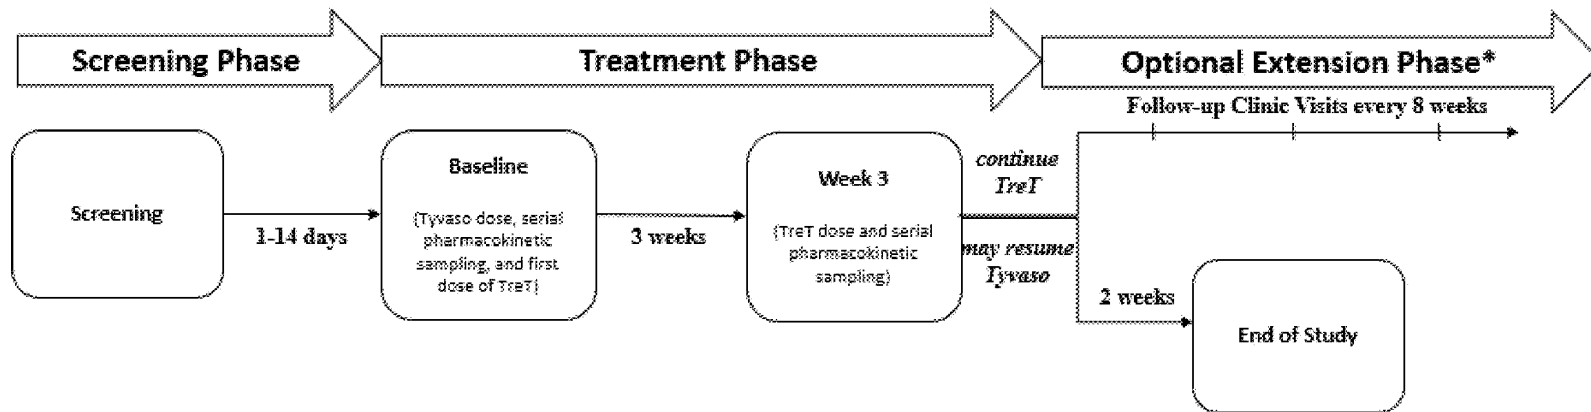 Screening Phase
Treatment Phase
Optional Extension Phase*
Follow-up Clinic Visits every 8 weeks
Screening
1-14 days
Baseline
(Tyvaso dose, serial
pharmacokinetic
sampling, and first
dose of TreT)
3 weeks
Week 3
(TreT dose and serial
pharmacokinetic
sampling)
continue
TreT
may resume
Tyvaso
2 weeks
End of Study